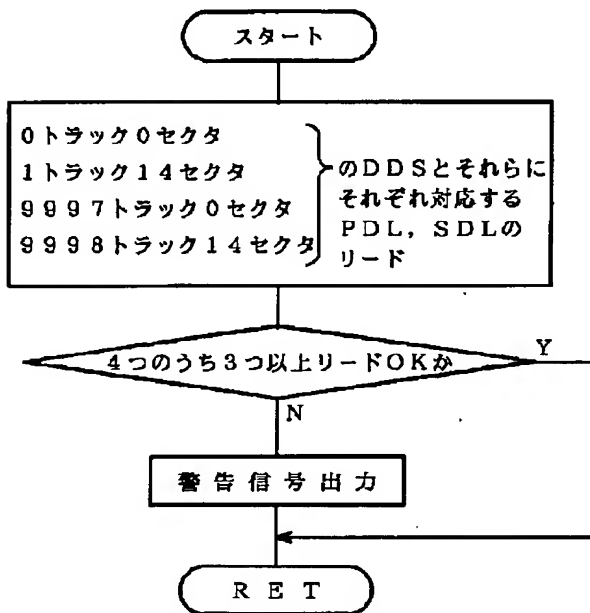 スタート
0トラック0セクタ
1トラック14セクタ
9997トラック0セクタ
9998トラック14セクタ
のDDSとそれらに
それぞれ対応する
PDL,SDLの
リード
4つのうち3つ以上リードOKか
Y
N
警告信号出力
RET